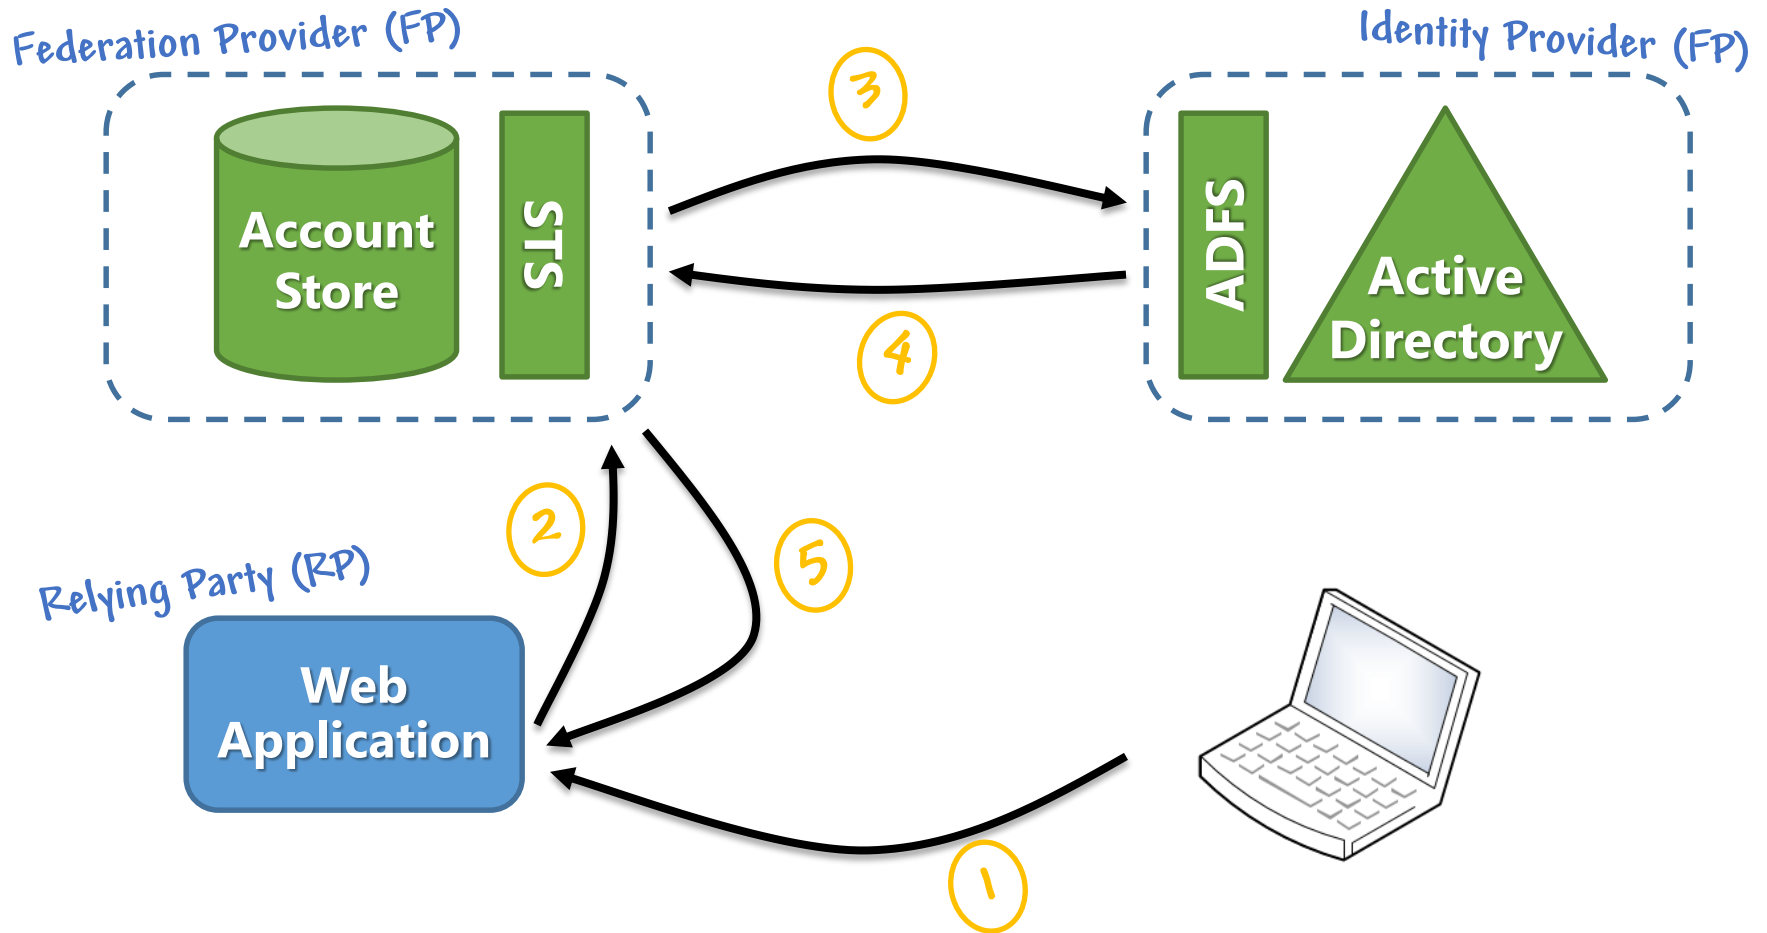 Federation Provider (FP)
Identity Provider (FP)
3
Account
Store
STS
ADFS
Active
Directory
4
2
5
Relying Party (RP)
Web
Application
1